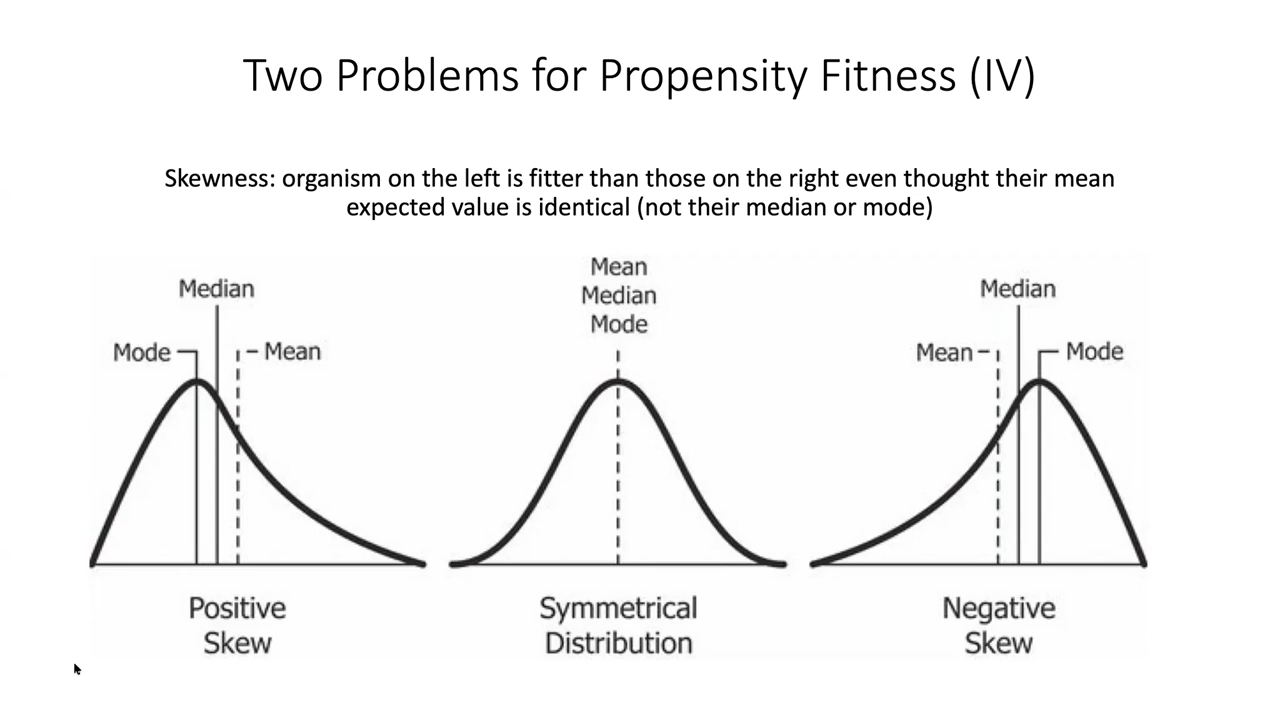 Two Problems for Propensity Fitness (IV)
Skewness: organism on the left is fitter than those on the right even thought their mean
expected value is identical (not their median or mode)
Median
Mode
Mean
Positive
Skew
Mean
Median
Mode
Symmetrical
Distribution
Median
Mean
Mode
Negative
Skew